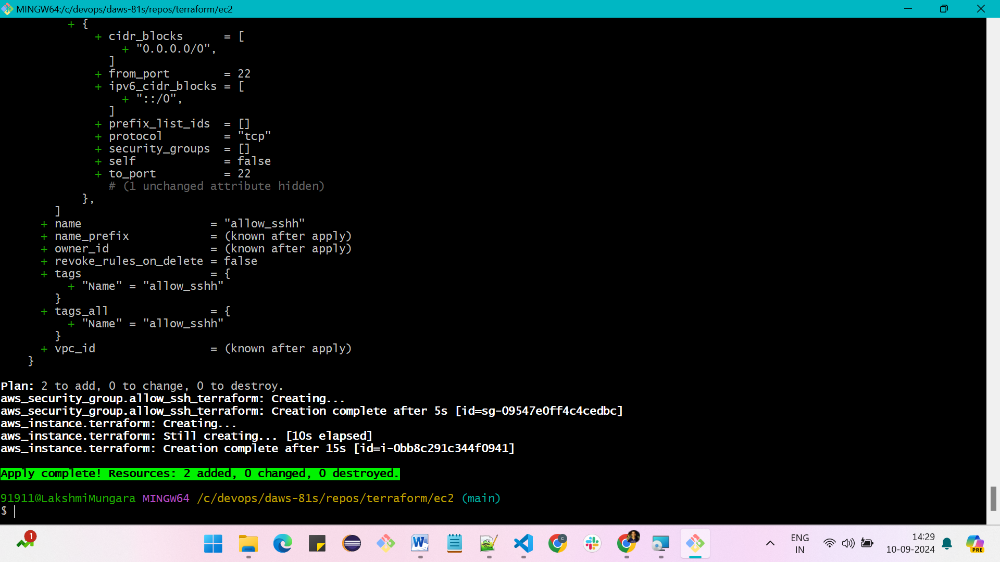 MINGW64:/c/devops/daws-81s/repos/terraform/ec2
+ {
+ cidr_blocks = [
+ "0.0.0.0/0",
]
+ from_port = 22
+ ipv6_cidr_blocks = [
+ "::/0",
]
+ prefix_list_ids = []
+ protocol = "tcp"
+ security_groups = []
+ self = false
+ to_port = 22
# (1 unchanged attribute hidden)
},
]
+ name = "allow_sshh"
+ name_prefix = (known after apply)
+ owner_id = (known after apply)
+ revoke_rules_on_delete = false
+ tags = {
+ "Name" = "allow_sshh"
}
+ tags_all = {
+ "Name" = "allow_sshh"
}
+ vpc_id = (known after apply)
}
Plan: 2 to add, 0 to change, 0 to destroy.
aws_security_group.allow_ssh_terraform: Creating...
aws_security_group.allow_ssh_terraform: Creation complete after 5s [id=sg-09547e0ff4c4cedbc]
aws_instance.terraform: Creating...
aws_instance.terraform: Still creating... [10s elapsed]
aws_instance.terraform: Creation complete after 15s [id=i-0bb8c291c344f0941]
Apply complete! Resources: 2 added, 0 changed, 0 destroyed.
91911@LakshmiMungara MINGW64 /c/devops/daws-81s/repos/terraform/ec2 (main)
$
1
W
C
ENG
IN
14:29
10-09-2024
PRE